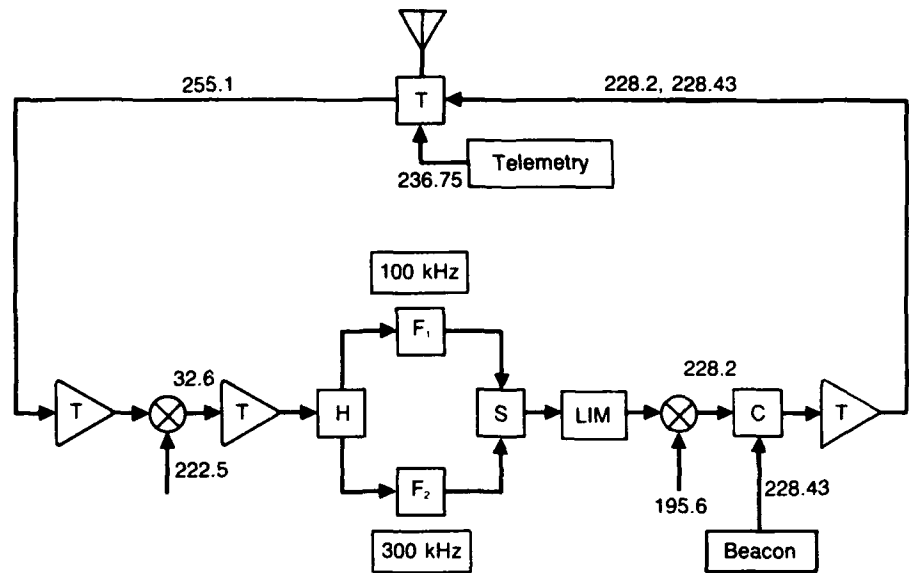 255.1
T
228.2, 228.43
236.75
Telemetry
100 kHz
F₁
T
32.6
T
H
S
LIM
228.2
C
T
222.5
F₂
195.6
228.43
300 kHz
Beacon